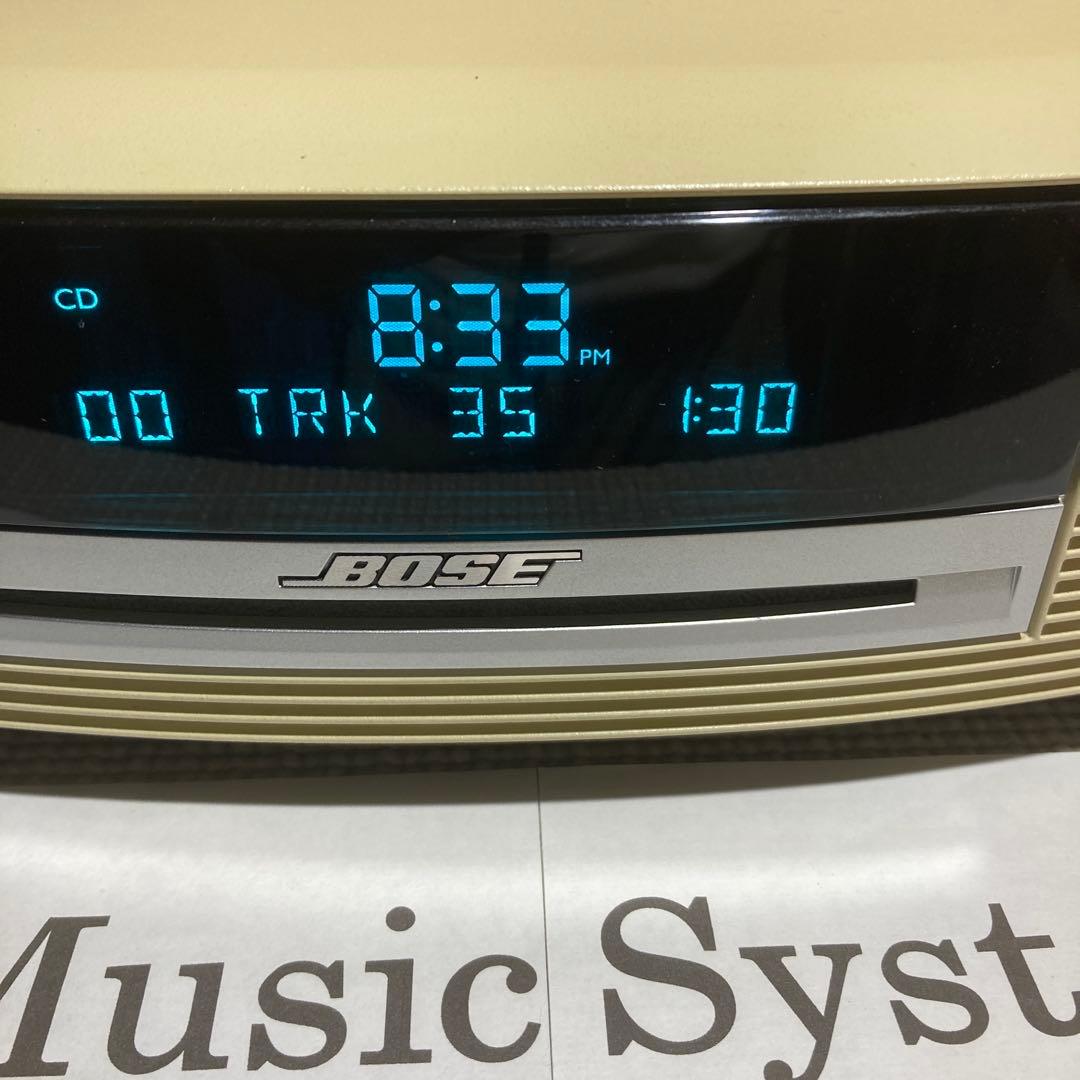 CD 8:33 PM
00 TRK 35 1:30
BOSE
Music Syst